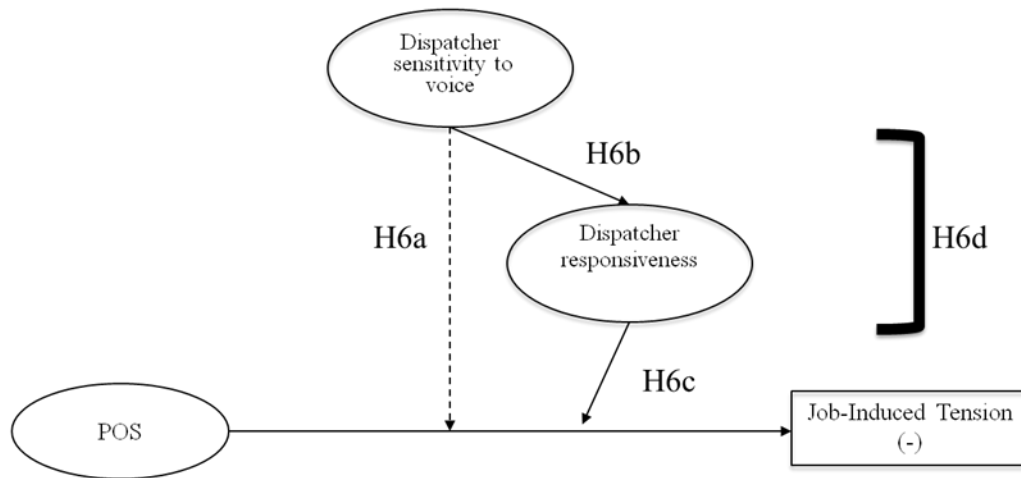 Dispatcher
sensitivity to
voice
H6b
H6a
Dispatcher
responsiveness
H6d
H6c
POS
Job-Induced Tension
(-)